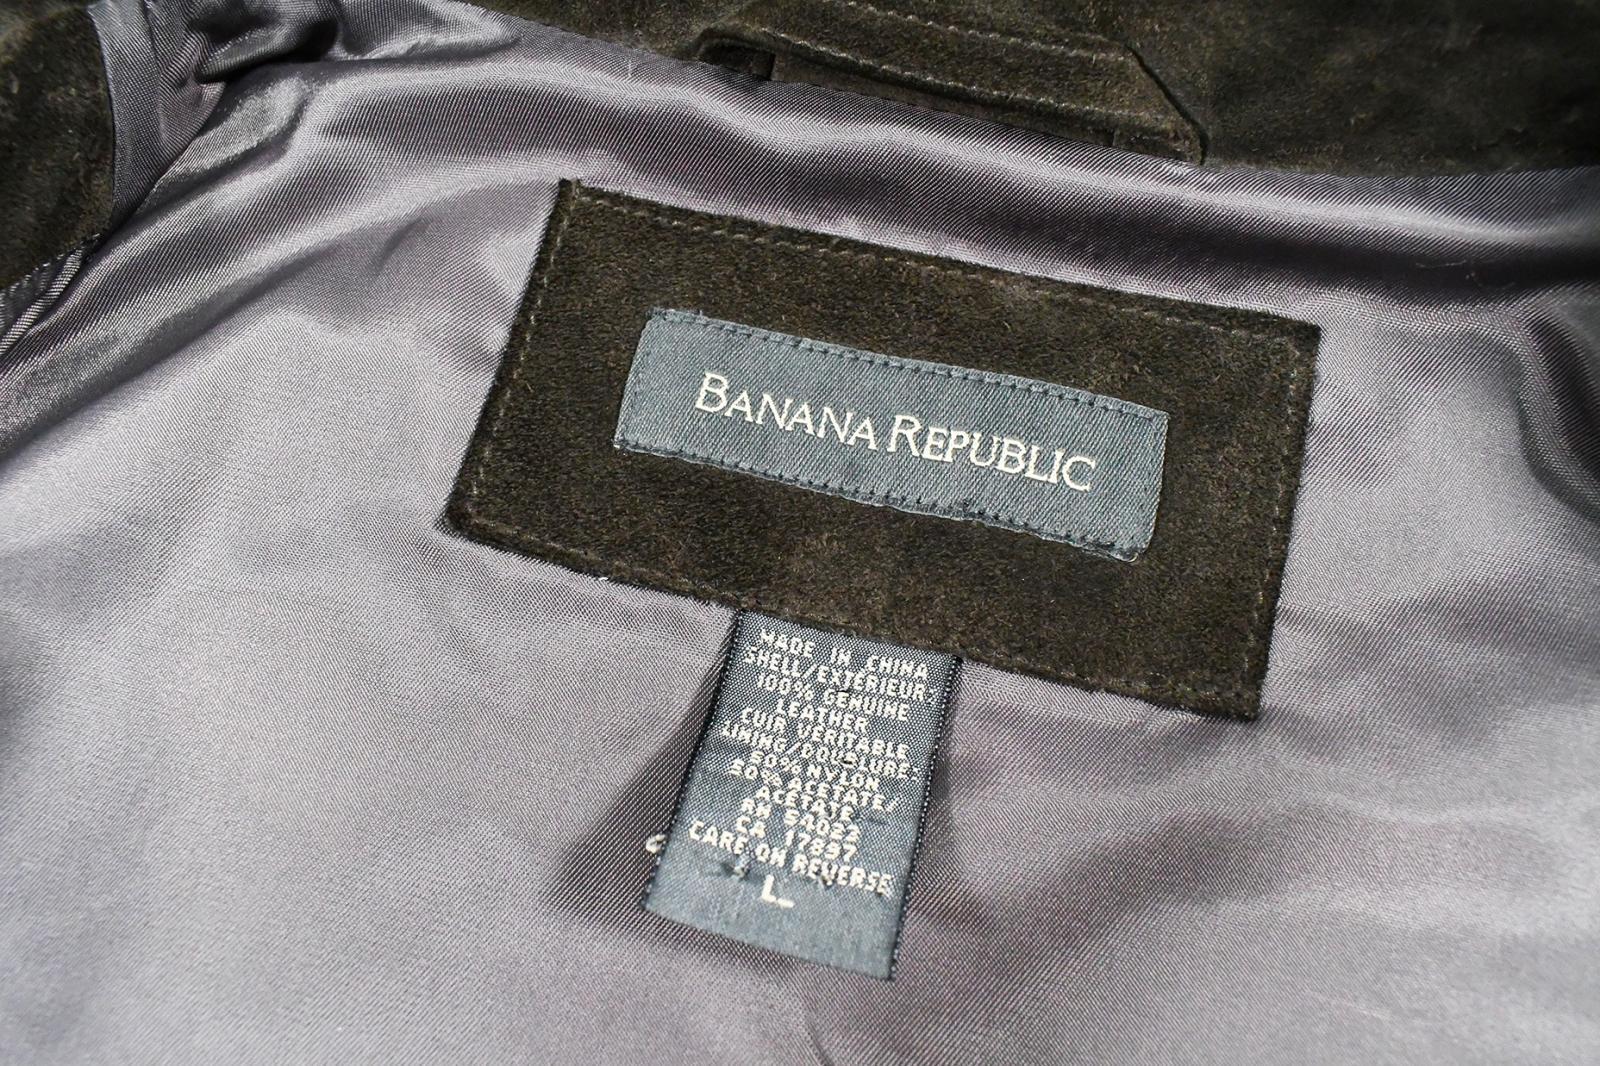 BANANA REPUBLIC
MADE IN CHINA
SHELL/EXTERIEUR:
100% GENUINE
LEATHER
CUIR VERITABLE
LINING/DOUBLURE:
50% NYLON
50% ACETATE/
ACETATE
RN 54023
CA 17897
CARE ON REVERSE
L